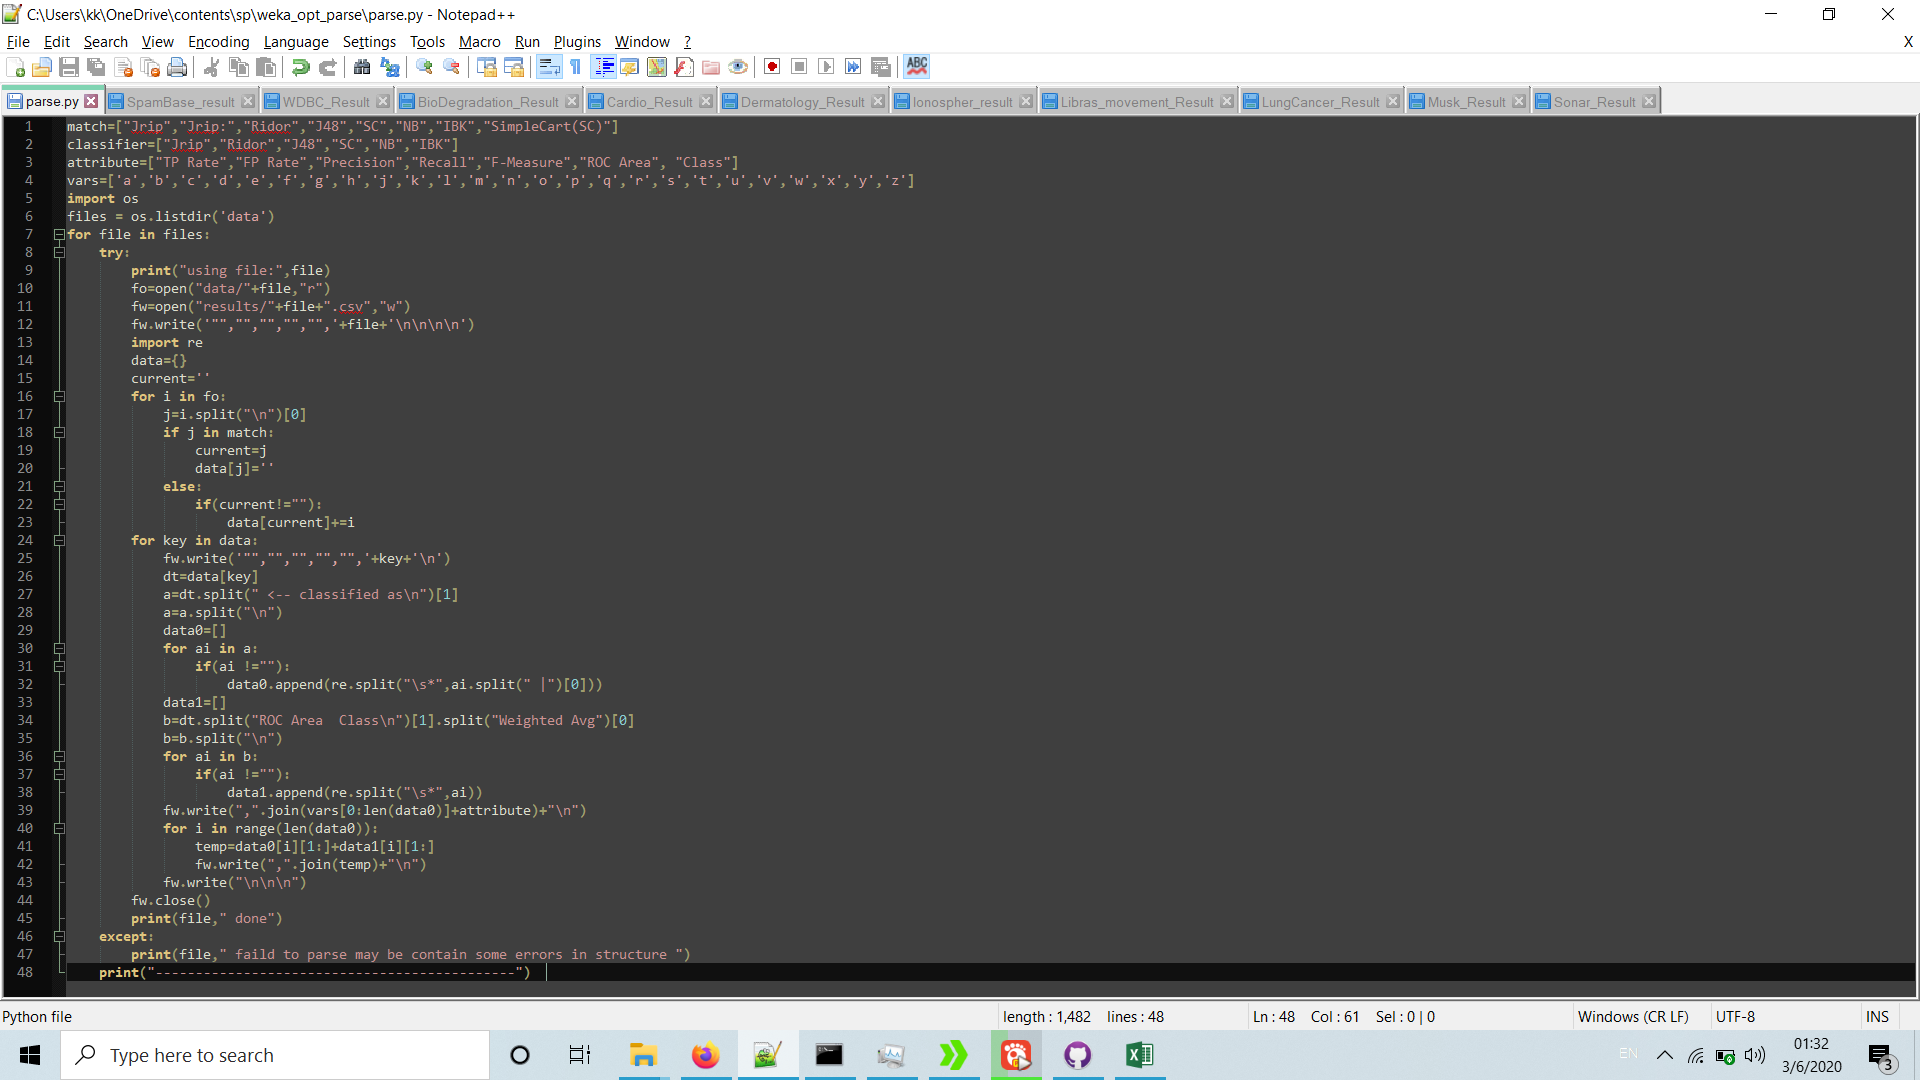 C:\Users\kk\OneDrive\contents\sp\weka_opt_parse\parse.py - Notepad++
File Edit Search View Encoding Language Settings Tools Macro Run Plugins Window ? X
parse.py SpamBase_result WDBC_Result BioDegradation_Result Cardio_Result Dermatology_Result Ionospher_result Libras_movement_Result LungCancer_Result Musk_Result Sonar_Result
1 match=["Jrip","Jrip:","Ridor","J48","SC","NB","IBK","SimpleCart(SC)"]
2 classifier=["Jrip","Ridor","J48","SC","NB","IBK"]
3 attribute=["TP Rate","FP Rate","Precision","Recall","F-Measure","ROC Area", "Class"]
4 vars=['a','b','c','d','e','f','g','h','j','k','l','m','n','o','p','q','r','s','t','u','v','w','x','y','z']
5 import os
6 files = os.listdir('data')
7 for file in files:
8     try:
9         print("using file:",file)
10         fo=open("data/"+file,"r")
11         fw=open("results/"+file+".csv","w")
12         fw.write('"","","","","",'+file+'\n\n\n\n')
13         import re
14         data={}
15         current=''
16         for i in fo:
17             j=i.split("\n")[0]
18             if j in match:
19                 current=j
20                 data[j]=''
21             else:
22                 if(current!=""):
23                     data[current]+=i
24         for key in data:
25             fw.write('"","","","","",'+key+'\n')
26             dt=data[key]
27             a=dt.split(" <-- classified as\n")[1]
28             a=a.split("\n")
29             data0=[]
30             for ai in a:
31                 if(ai !=""):
32                     data0.append(re.split("\s*",ai.split(" |")[0]))
33             data1=[]
34             b=dt.split("ROC Area  Class\n")[1].split("Weighted Avg")[0]
35             b=b.split("\n")
36             for ai in b:
37                 if(ai !=""):
38                     data1.append(re.split("\s*",ai))
39             fw.write(",".join(vars[0:len(data0)]+attribute)+"\n")
40             for i in range(len(data0)):
41                 temp=data0[i][1:]+data1[i][1:]
42                 fw.write(",".join(temp)+"\n")
43             fw.write("\n\n\n")
44         fw.close()
45         print(file," done")
46     except:
47         print(file," faild to parse may be contain some errors in structure ")
48     print("---------------------------------------------")
Python file length : 1,482 lines : 48 Ln : 48 Col : 61 Sel : 0 | 0 Windows (CR LF) UTF-8 INS
Type here to search
EN
01:32
3/6/2020
3
ABC